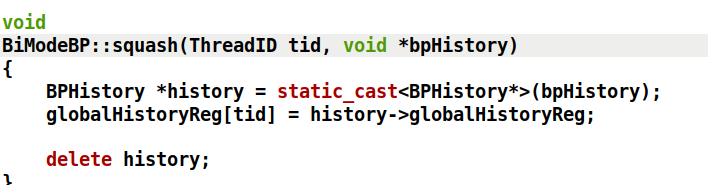 void
BiModeBP::squash(ThreadID tid, void *bpHistory)
{
    BPHistory *history = static_cast<BPHistory*>(bpHistory);
    globalHistoryReg[tid] = history->globalHistoryReg;

    delete history;
}